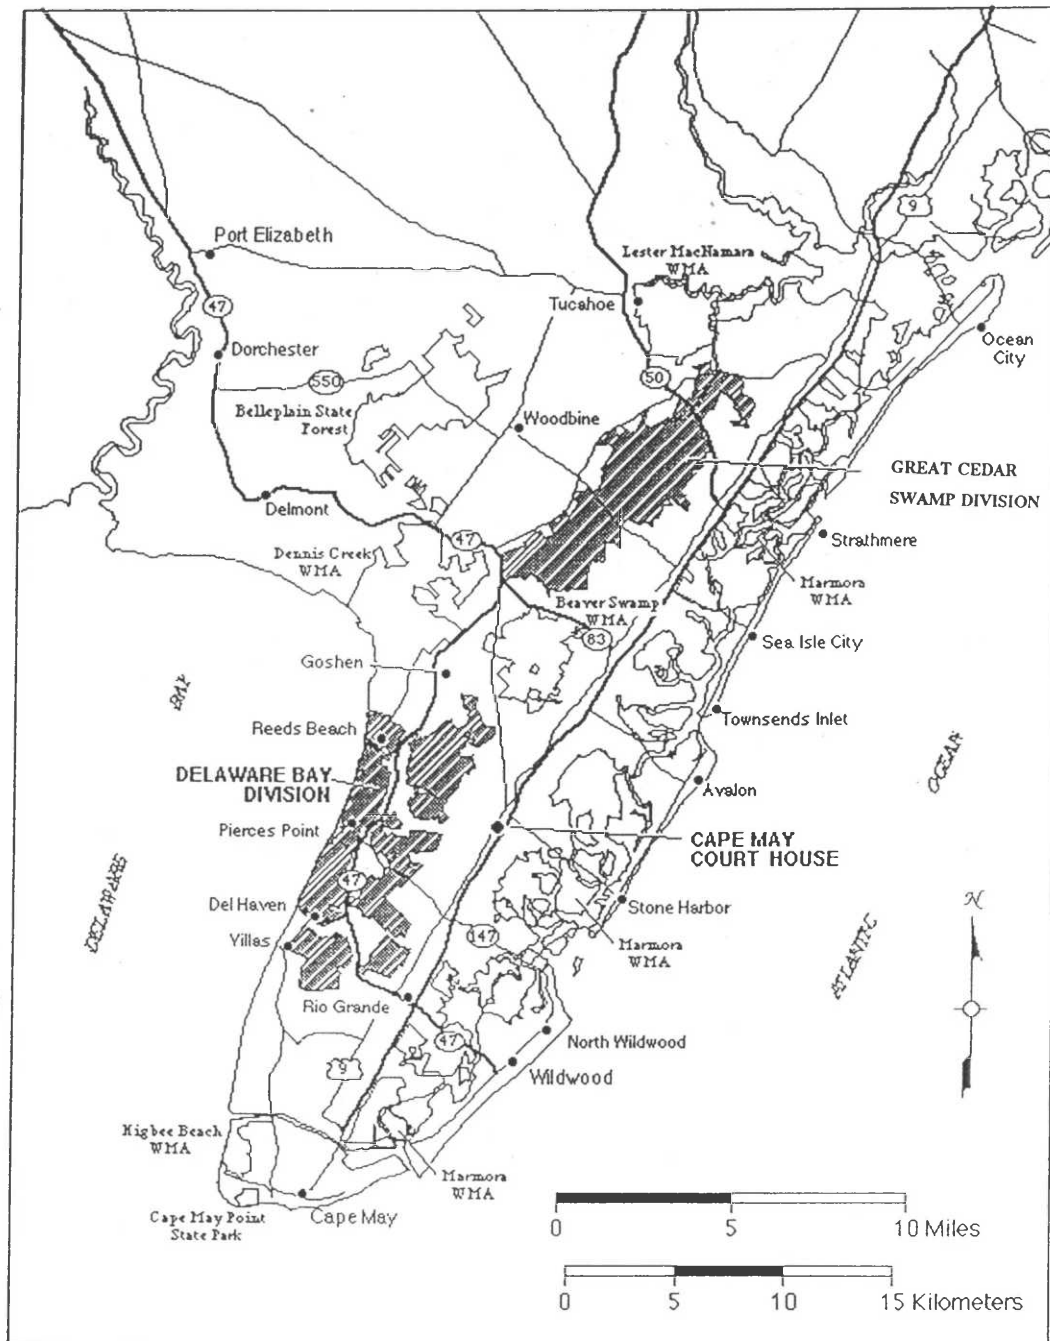 9
Port Elizabeth
Lester MacNamara
WMA
Tucahoe
47
Ocean
City
Dorchester
550
50
Belleplain State
Forest
Woodbine
GREAT CEDAR
SWAMP DIVISION
Delmont
47
Strathmere
Dennis Creek
WMA
Marmora
WMA
Beaver Swamp
WMA
83
Sea Isle City
Goshen
BAY
Townsends Inlet
Reeds Beach
OCEAN
DELAWARE BAY
DIVISION
Avalon
Pierces Point
CAPE MAY
COURT HOUSE
47
DELAWARE
Del Haven
Stone Harbor
N
Villas
147
Marmora
WMA
ATLANTIC
Rio Grande
47
North Wildwood
9
Wildwood
Higbee Beach
WMA
Marmora
WMA
Cape May Point
State Park
Cape May
0 5 10 Miles
0 5 10 15 Kilometers